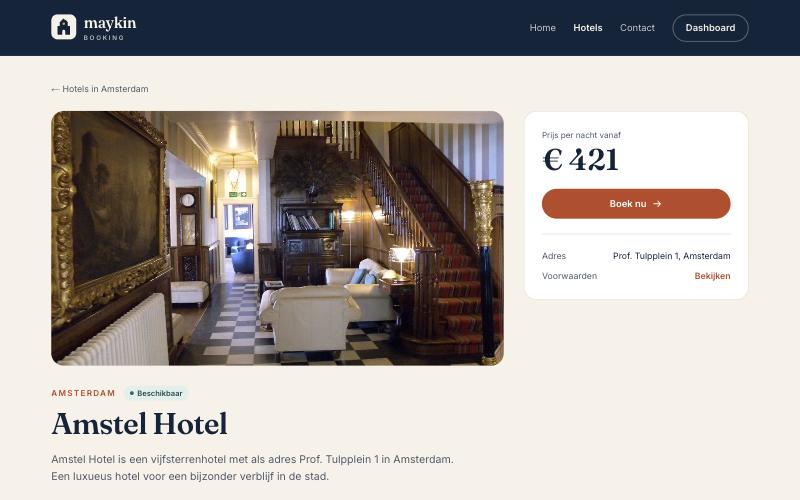 maykin
BOOKING
Home
Hotels
Contact
Dashboard
← Hotels in Amsterdam
Prijs per nacht vanaf
€ 421
Boek nu →
Adres Prof. Tulpplein 1, Amsterdam
Voorwaarden Bekijken
AMSTERDAM
Beschikbaar
Amstel Hotel
Amstel Hotel is een vijfsterrenhotel met als adres Prof. Tulpplein 1 in Amsterdam.
Een luxueus hotel voor een bijzonder verblijf in de stad.